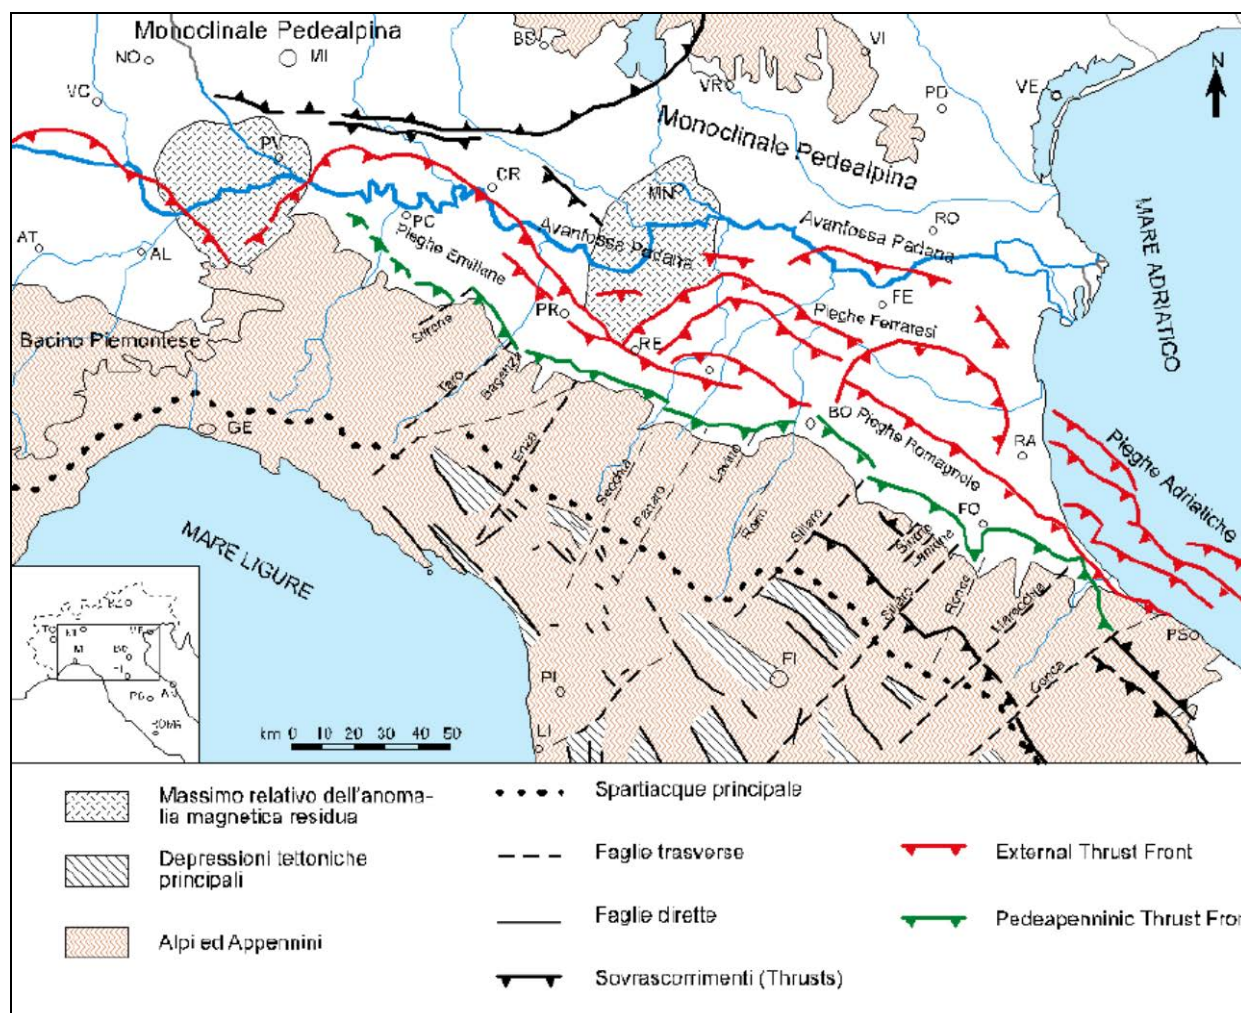 Monoclinale Pedealpina
NO
MI
BS
VI
VC
VR
PD
VE
N
Monoclinale Pedealpina
PV
CR
MN
PC
RO
AT
AL
Avanfossa Padana
Avanfossa Padana
Pieghe Emiliane
MARE ADRIATICO
FE
PR
Pieghe Ferraresi
Bacino Piemontese
Stirone
RE
Taro
Baganza
GE
BO
Pieghe Romagnole
RA
Pieghe Adriatiche
Enza
Secchia
Panaro
Lavino
Reno
Sillaro
FO
MARE LIGURE
Sillaro
Marecchia
Conca
PS
PI
FI
LI
ROMA
km 0 10 20 30 40 50
Massimo relativo dell'anoma-
lia magnetica residua
Depressioni tettoniche
principali
Alpi ed Appennini
Spartiacque principale
Faglie trasverse
Faglie dirette
Sovrascorrimenti (Thrusts)
External Thrust Front
Pedeapenninic Thrust Fron